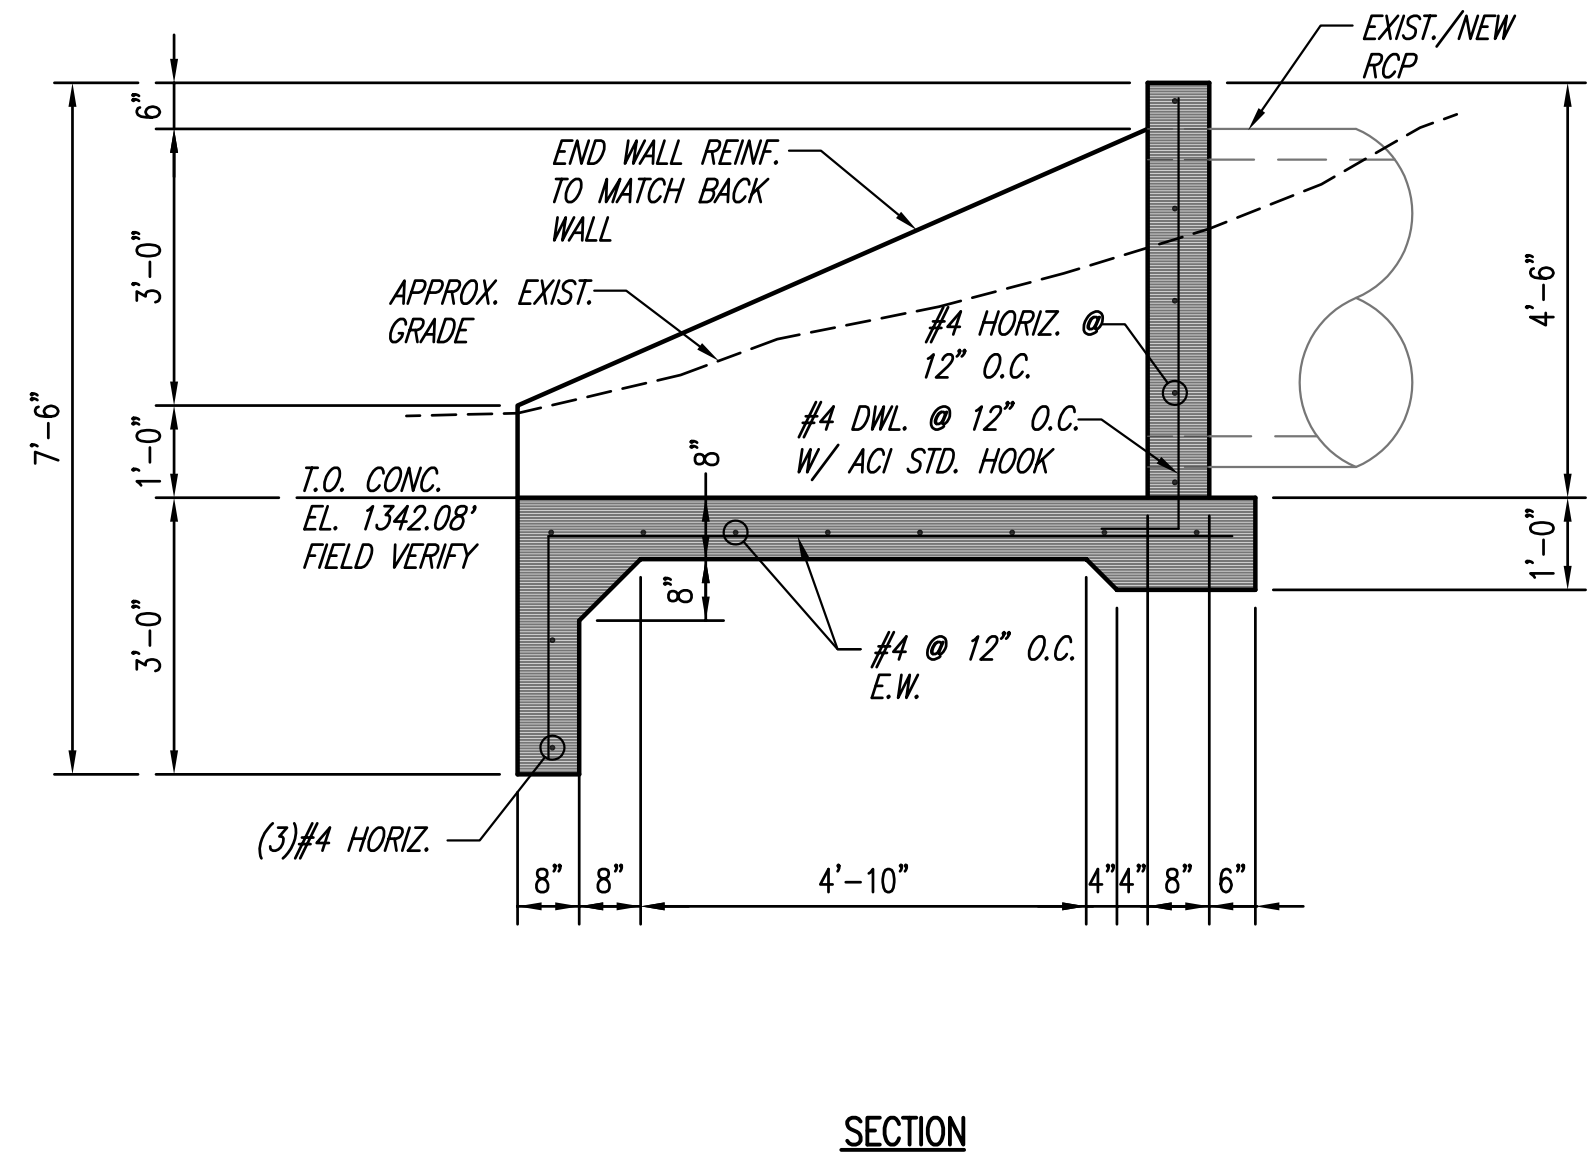 EXIST./NEW
RCP
6"
END WALL REINF.
TO MATCH BACK
WALL
3'-0"
4'-6"
APPROX. EXIST.
GRADE
#4 HORIZ. @
12" O.C.
7'-6"
1'-0"
#4 DWL. @ 12" O.C.
W/ ACI STD. HOOK
8"
T.O. CONC.
EL. 1342.08'
FIELD VERIFY
1'-0"
8"
3'-0"
#4 @ 12" O.C.
E.W.
(3)#4 HORIZ.
8" 8" 4'-10" 4" 4" 8" 6"
SECTION